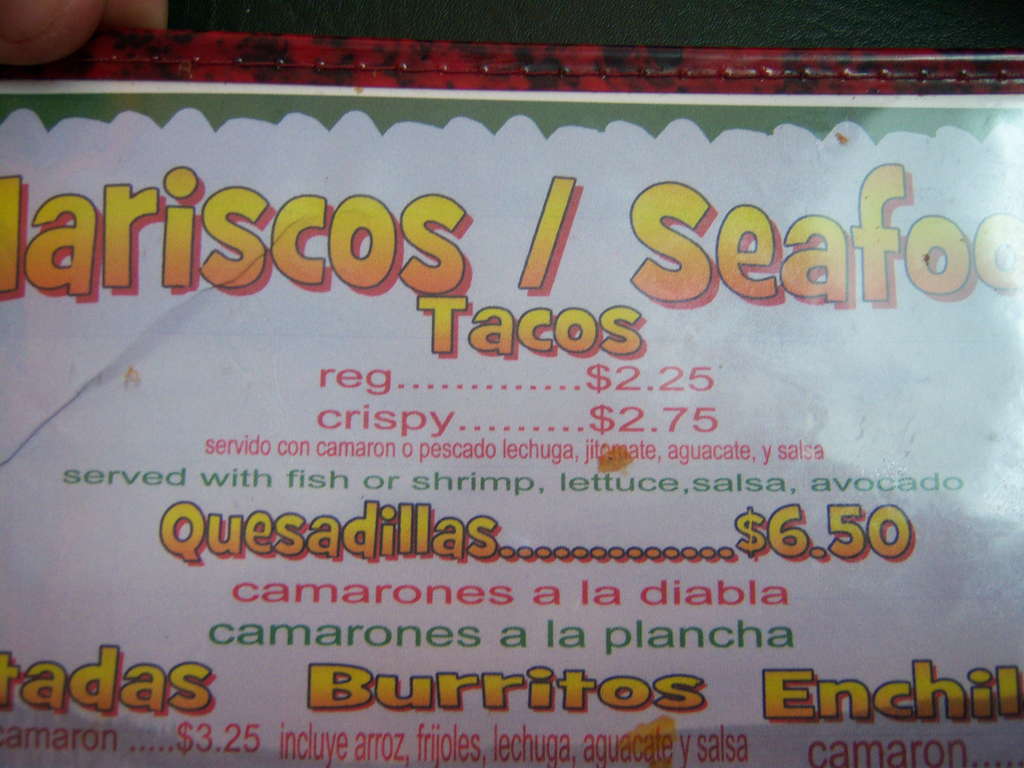 Mariscos / Seafood
Tacos
reg.............$2.25
crispy.........$2.75
servido con camaron o pescado lechuga, jitomate, aguacate, y salsa
served with fish or shrimp, lettuce,salsa, avocado
Quesadillas..............$6.50
camarones a la diabla
camarones a la plancha
tadas Burritos Enchil
camaron .....$3.25 incluye arroz, frijoles, lechuga, aguacate y salsa camaron.....